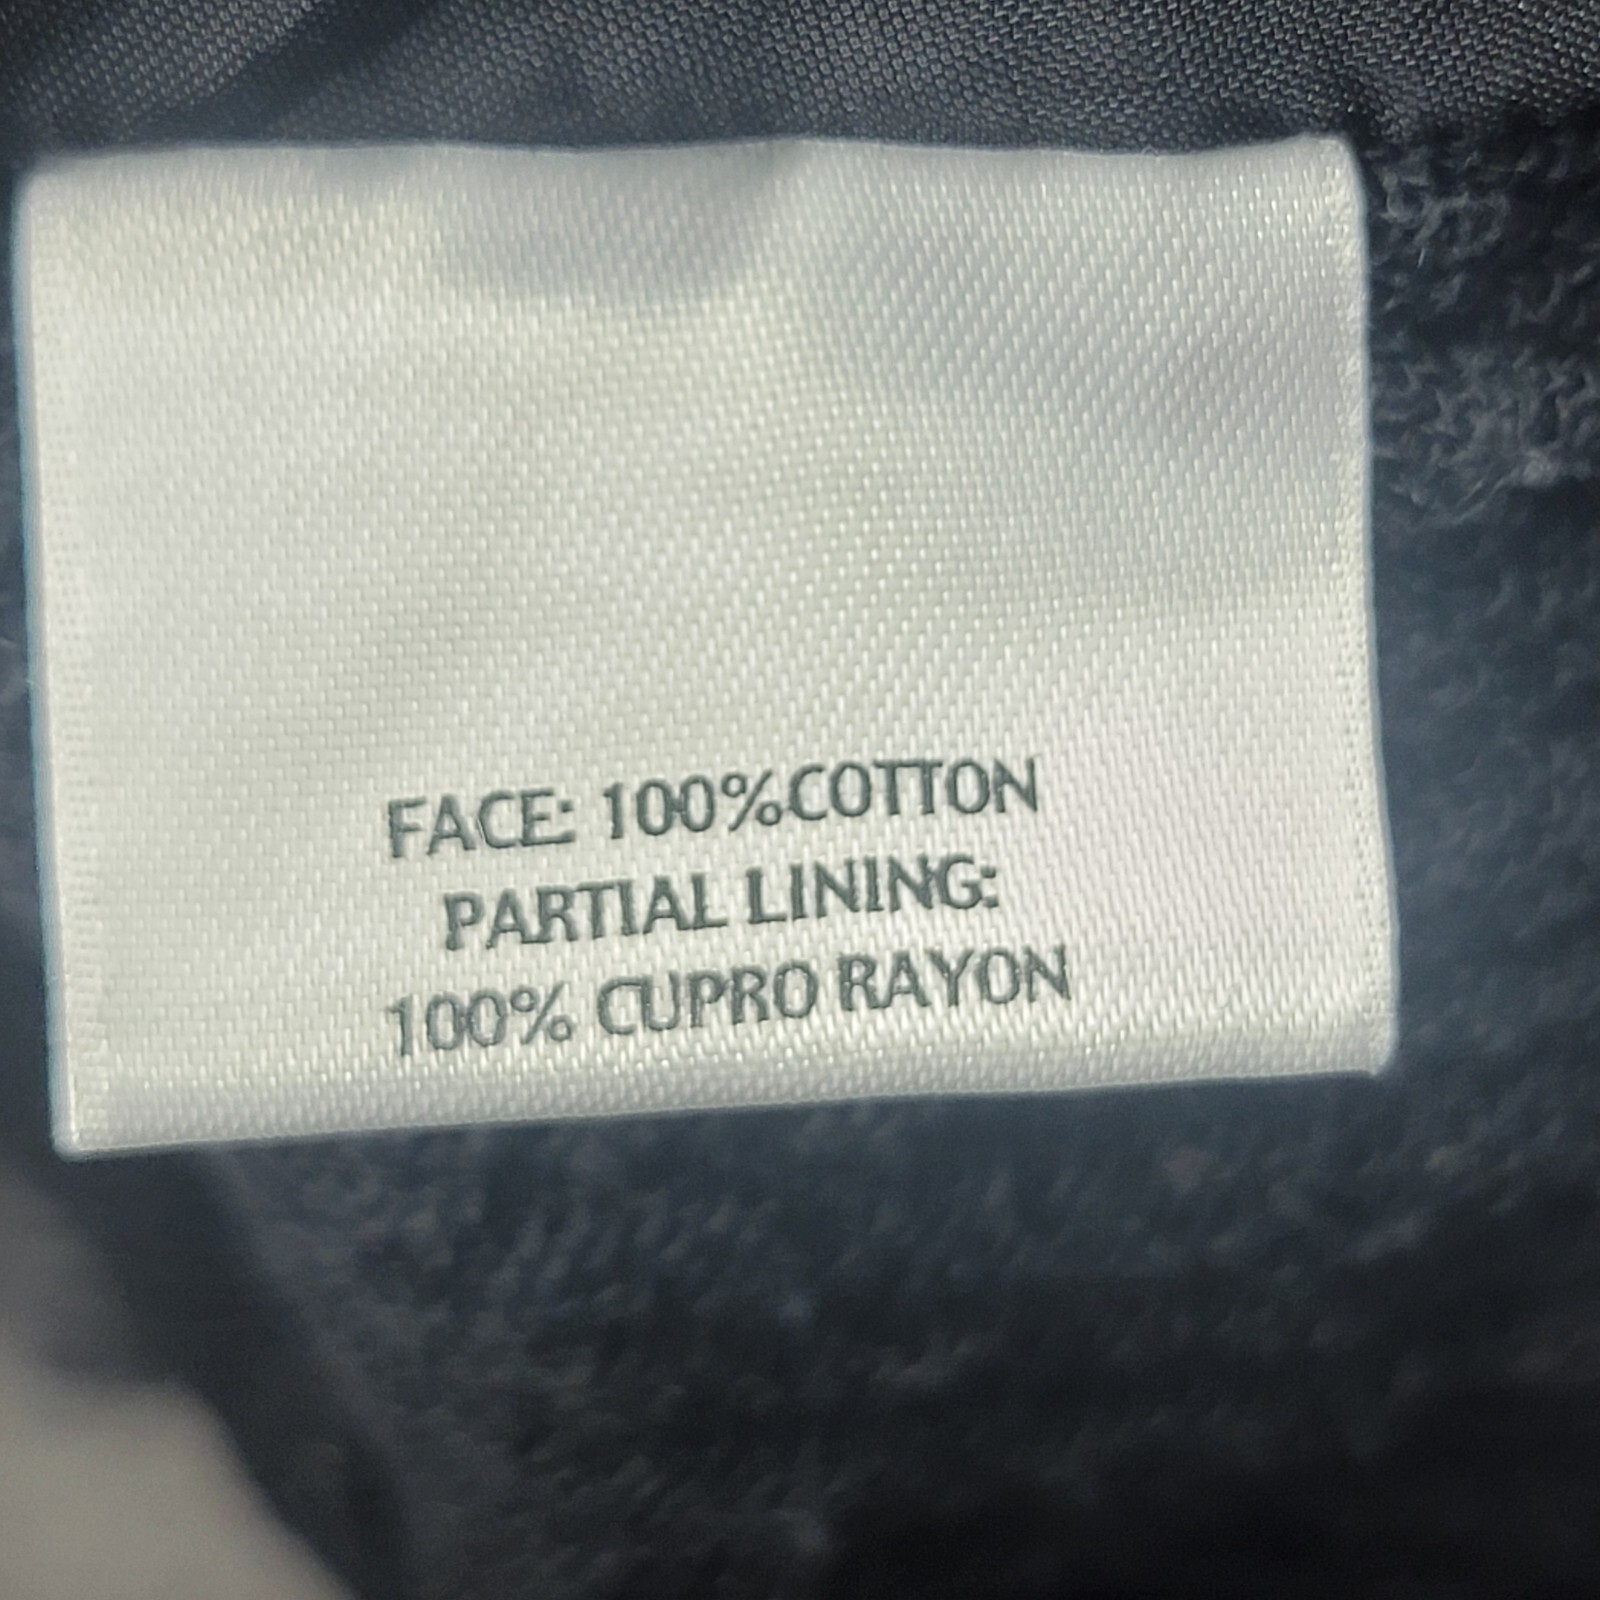 FACE: 100%COTTON
PARTIAL LINING:
100% CUPRO RAYON